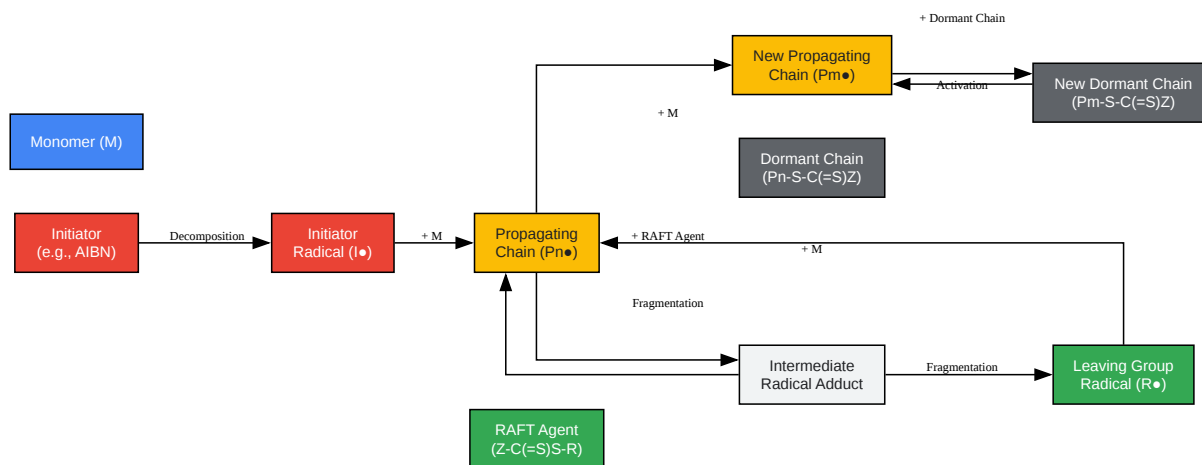 + Dormant Chain
New Propagating
Chain (Pm●)
Activation
New Dormant Chain
(Pm-S-C(=S)Z)
+ M
Monomer (M)
Dormant Chain
(Pn-S-C(=S)Z)
Initiator
(e.g., AIBN)
Decomposition
Initiator
Radical (I●)
+ M
Propagating
Chain (Pn●)
+ RAFT Agent
+ M
Fragmentation
Intermediate
Radical Adduct
Fragmentation
Leaving Group
Radical (R●)
RAFT Agent
(Z-C(=S)S-R)